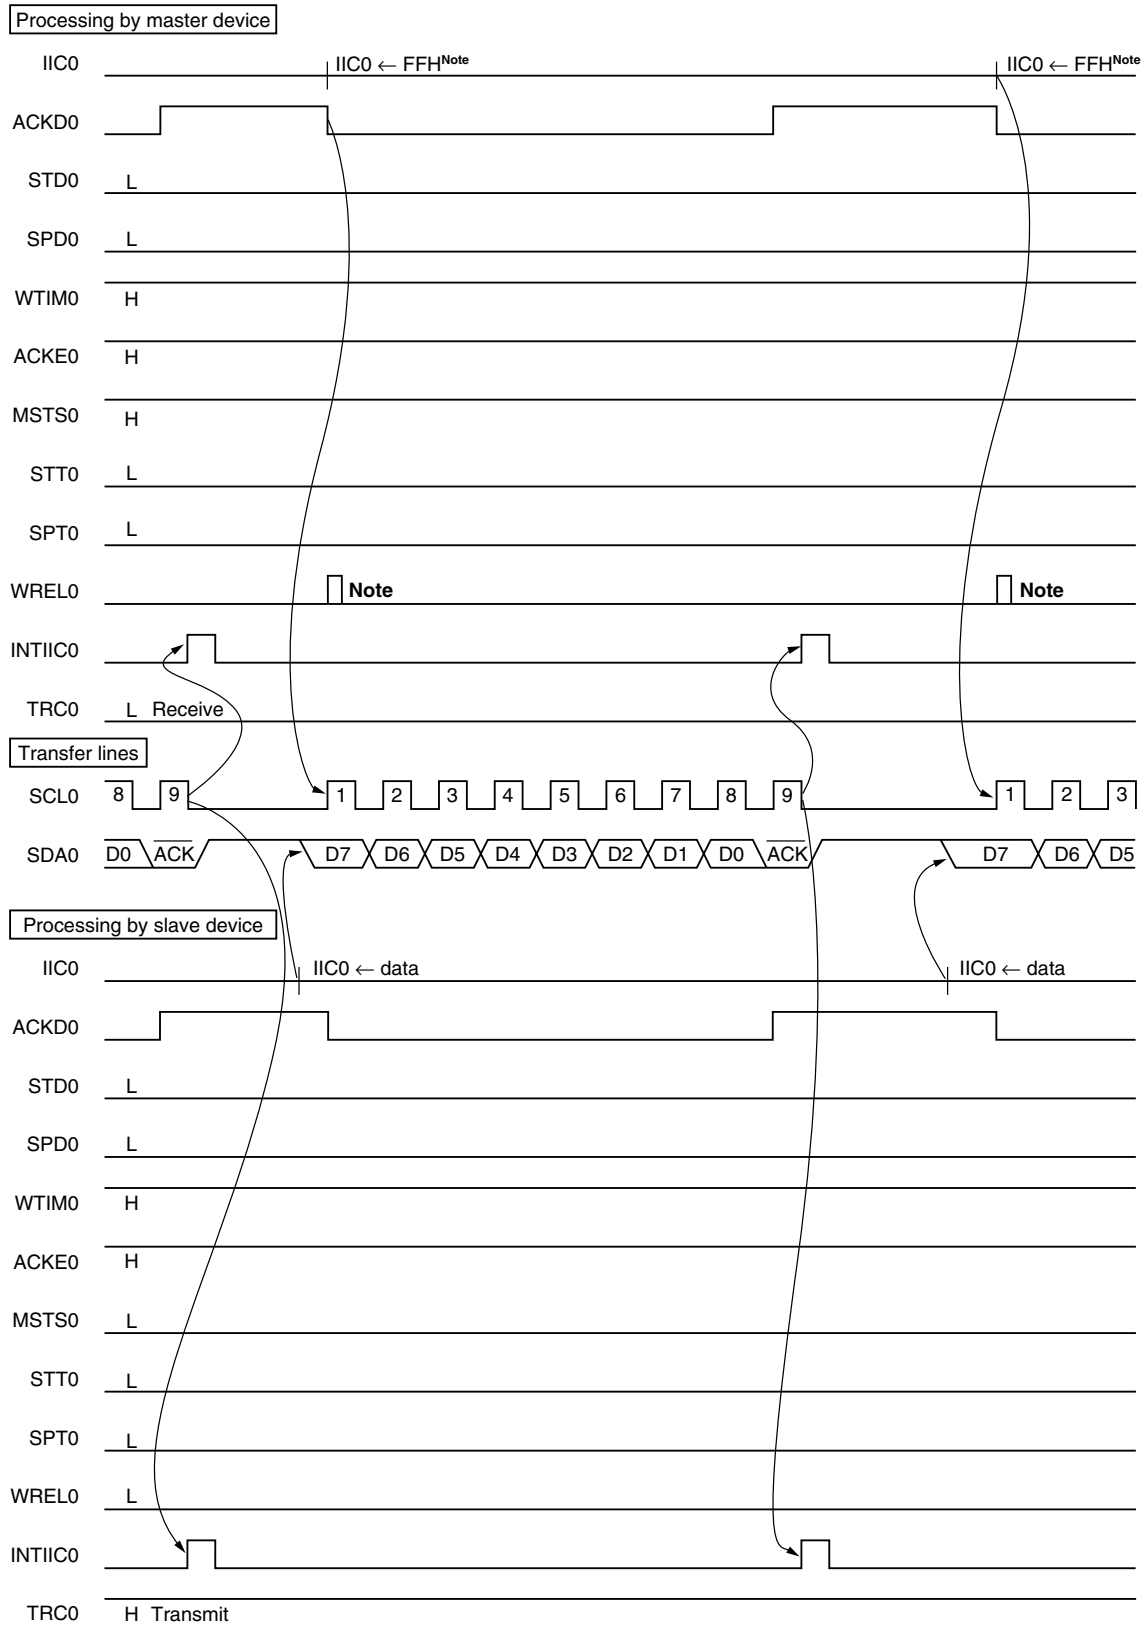 Processing by master device
IIC0 IIC0 ← FFHNote IIC0 ← FFHNote
ACKD0
STD0 L
SPD0 L
WTIM0 H
ACKE0 H
MSTS0 H
STT0 L
SPT0 L
WREL0 Note Note
INTIIC0
TRC0 L Receive
Transfer lines
SCL0 8 9 1 2 3 4 5 6 7 8 9 1 2 3
SDA0 D0 A̅C̅K̅ D7 D6 D5 D4 D3 D2 D1 D0 A̅C̅K̅ D7 D6 D5
Processing by slave device
IIC0 IIC0 ← data IIC0 ← data
ACKD0
STD0 L
SPD0 L
WTIM0 H
ACKE0 H
MSTS0 L
STT0 L
SPT0 L
WREL0 L
INTIIC0
TRC0 H Transmit